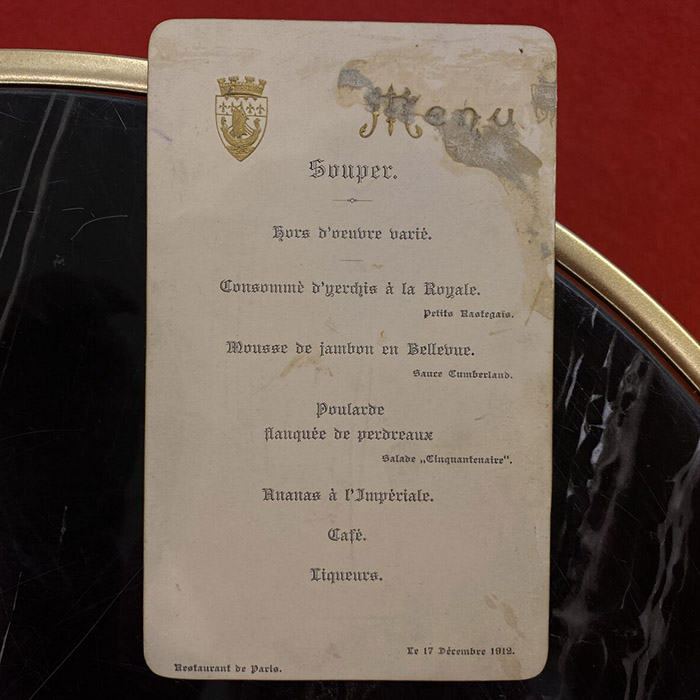 Menu
Souper.
Hors d'oeuvre varié.
Consommè d'yerchis à la Royale.
Petits Rastegais.
Mousse de jambon en Bellevue.
Sauce Cumberland.
Poularde
flanquée de perdreaux
Salade „Cinquantenaire".
Ananas à l'Impériale.
Café.
Liqueurs.
Le 17 Décembre 1912.
Restaurant de Paris.